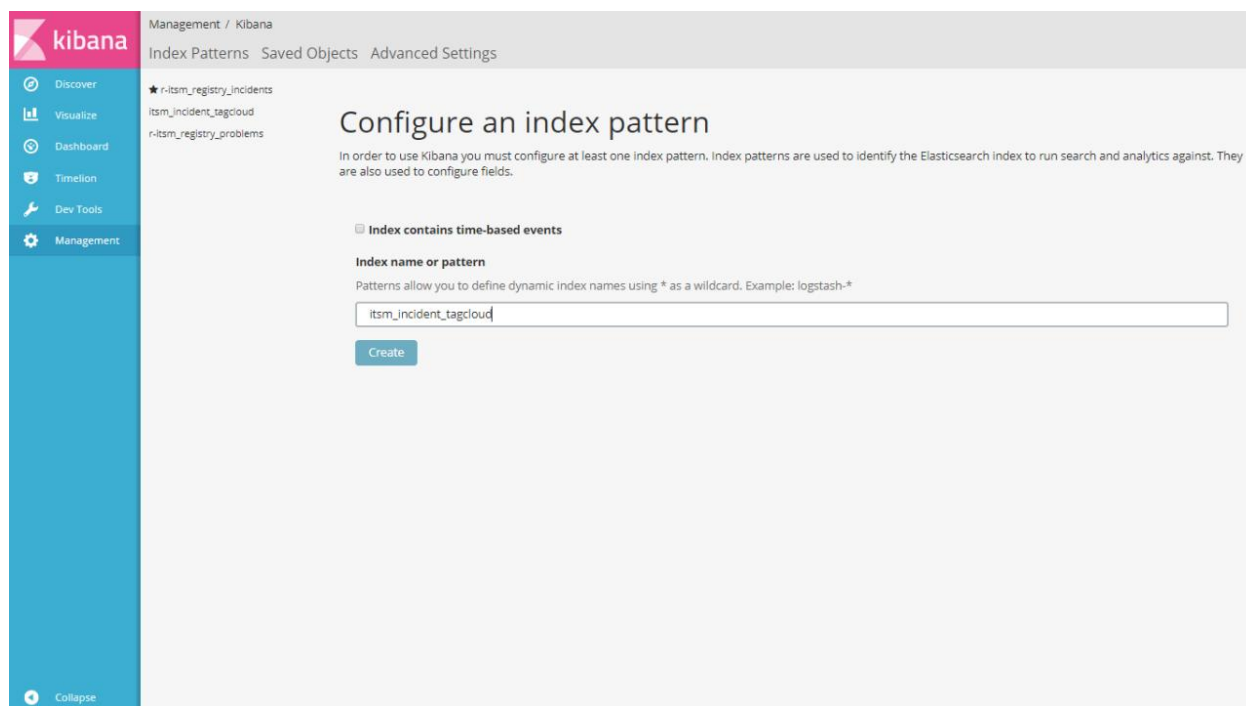 kibana
Discover
Visualize
Dashboard
Timelion
Dev Tools
Management
Collapse
Management / Kibana
Index Patterns Saved Objects Advanced Settings
r-itsm_registry_incidents
itsm_incident_tagcloud
r-itsm_registry_problems
Configure an index pattern
In order to use Kibana you must configure at least one index pattern. Index patterns are used to identify the Elasticsearch index to run search and analytics against. They
are also used to configure fields.
Index contains time-based events
Index name or pattern
Patterns allow you to define dynamic index names using * as a wildcard. Example: logstash-*
itsm_incident_tagcloud
Create